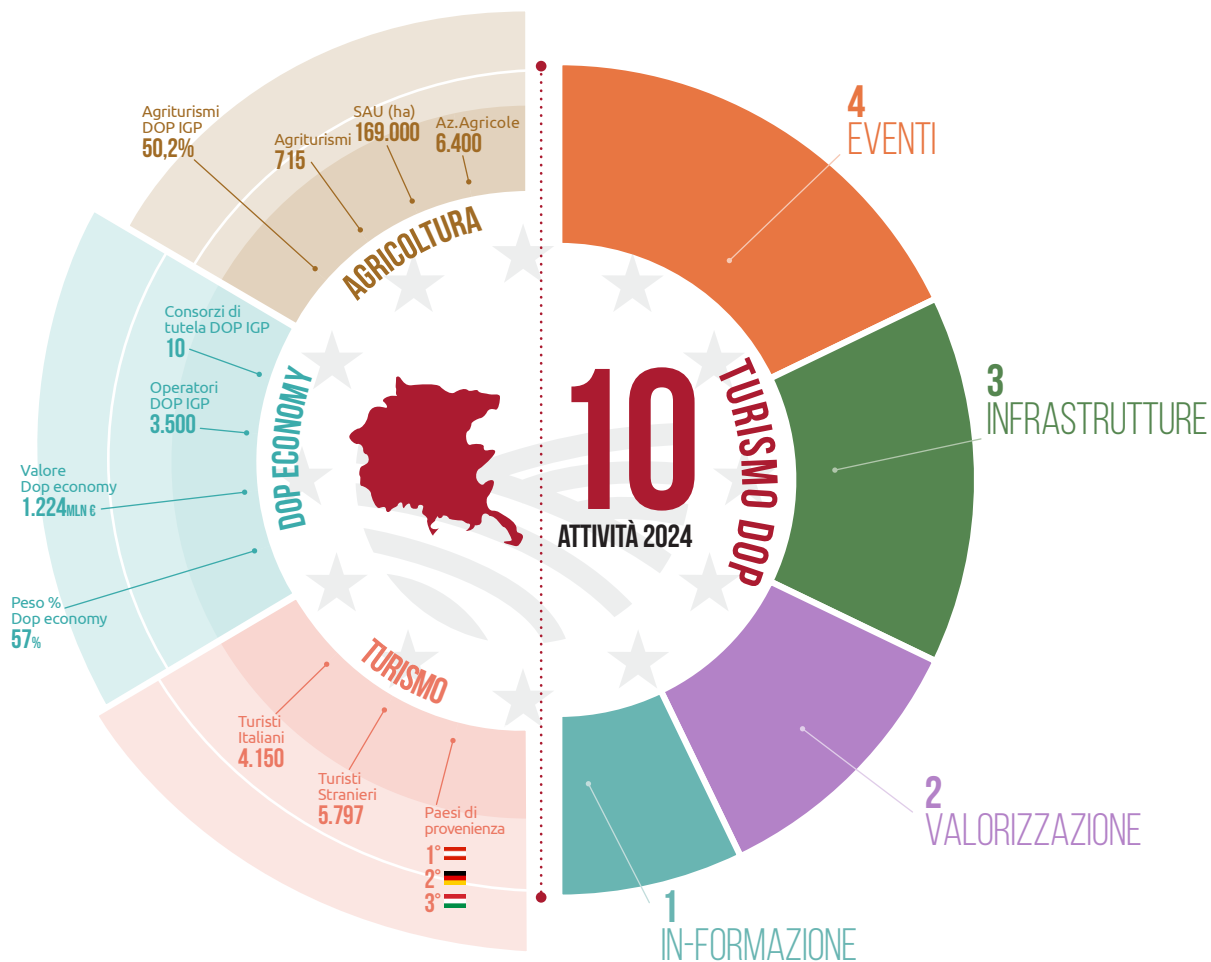 Agriturismi
DOP IGP
50,2%
Agriturismi
715
SAU (ha)
169.000
Az.Agricole
6.400
AGRICOLTURA
Consorzi di
tutela DOP IGP
10
Operatori
DOP IGP
3.500
Valore
Dop economy
1.224MLN €
Peso %
Dop economy
57%
DOP ECONOMY
TURISMO
Turisti
Italiani
4.150
Turisti
Stranieri
5.797
Paesi di
provenienza
1°
2°
3°
10
ATTIVITÀ 2024
TURISMO DOP
4
EVENTI
3
INFRASTRUTTURE
2
VALORIZZAZIONE
1
IN-FORMAZIONE